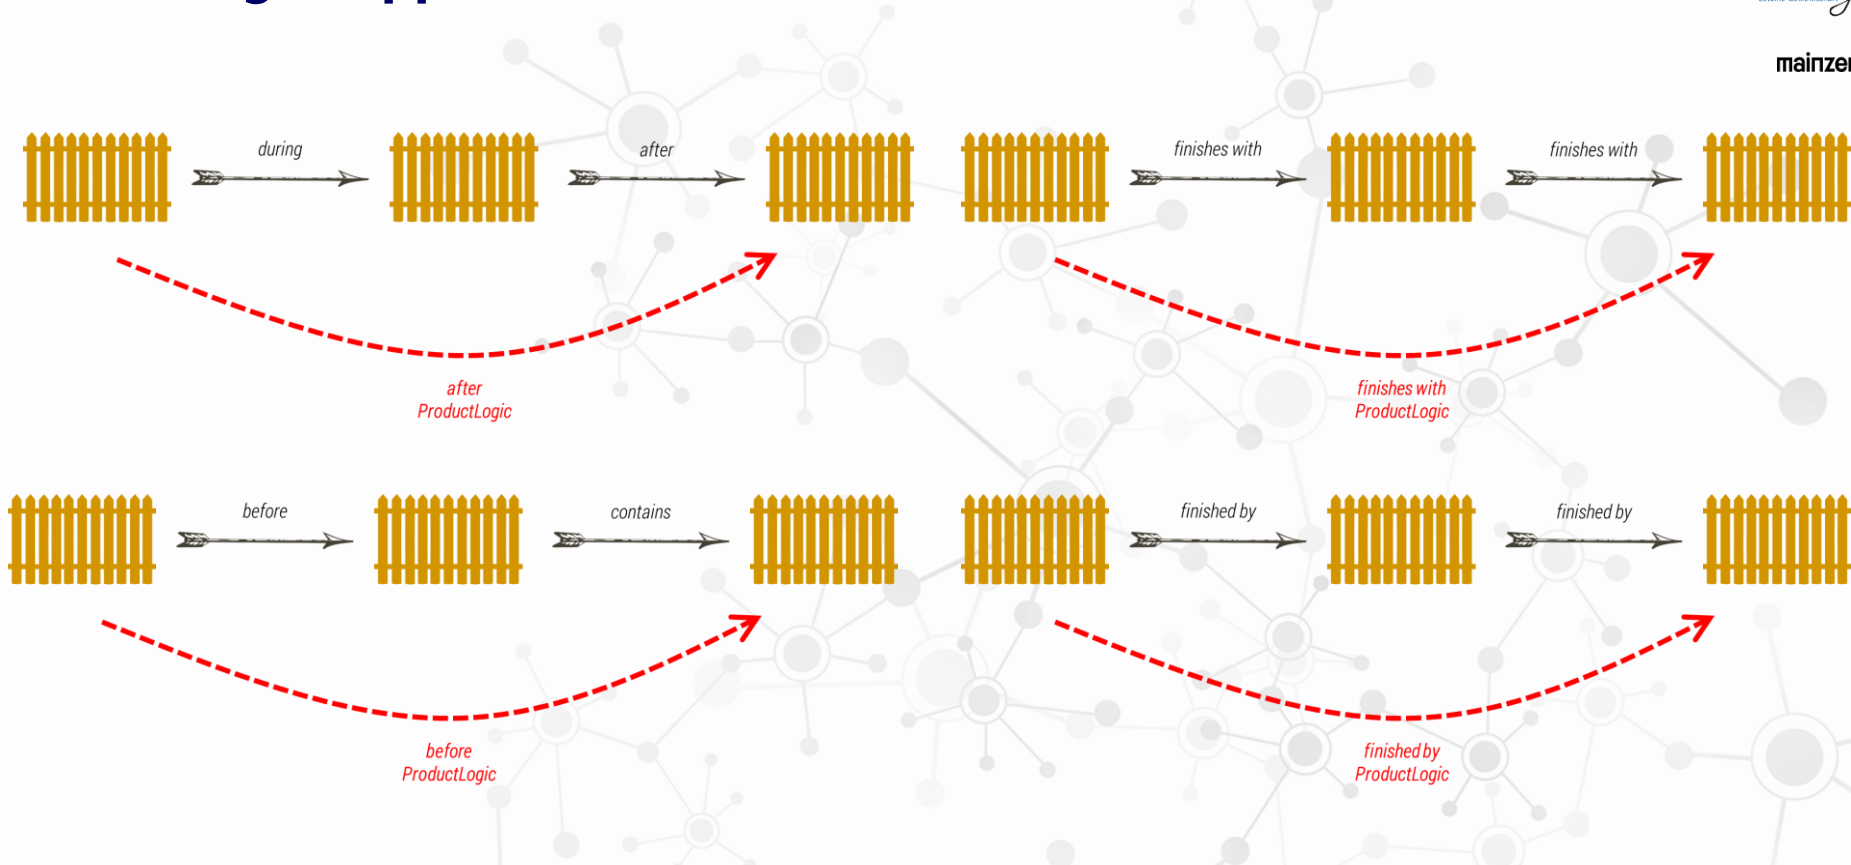 during
after
finishes with
finishes with
after
ProductLogic
finishes with
ProductLogic
before
contains
finished by
finished by
before
ProductLogic
finished by
ProductLogic